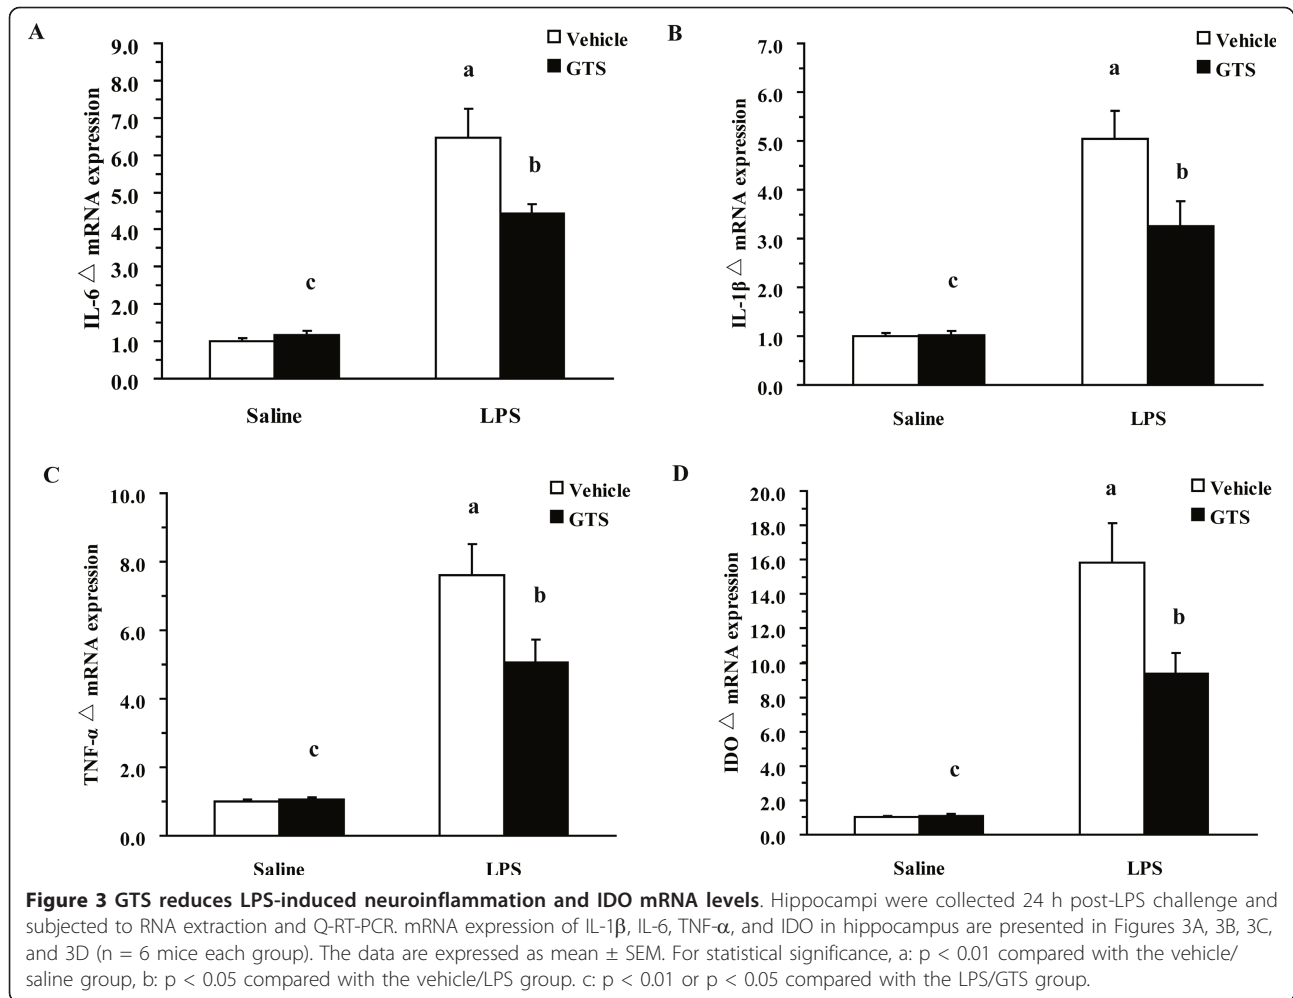 A
9.0
8.0
7.0
6.0
5.0
4.0
3.0
2.0
1.0
0.0
IL-6 △ mRNA expression
Vehicle
GTS
a
b
c
Saline
LPS
B
7.0
6.0
5.0
4.0
3.0
2.0
1.0
0.0
IL-1β △ mRNA expression
Vehicle
GTS
a
b
c
Saline
LPS
C
10.0
8.0
6.0
4.0
2.0
0.0
TNF-α △ mRNA expression
Vehicle
GTS
a
b
c
Saline
LPS
D
20.0
18.0
16.0
14.0
12.0
10.0
8.0
6.0
4.0
2.0
0.0
IDO △ mRNA expression
Vehicle
GTS
a
b
c
Saline
LPS
Figure 3 GTS reduces LPS-induced neuroinflammation and IDO mRNA levels. Hippocampi were collected 24 h post-LPS challenge and
subjected to RNA extraction and Q-RT-PCR. mRNA expression of IL-1β, IL-6, TNF-α, and IDO in hippocampus are presented in Figures 3A, 3B, 3C,
and 3D (n = 6 mice each group). The data are expressed as mean ± SEM. For statistical significance, a: p < 0.01 compared with the vehicle/
saline group, b: p < 0.05 compared with the vehicle/LPS group. c: p < 0.01 or p < 0.05 compared with the LPS/GTS group.